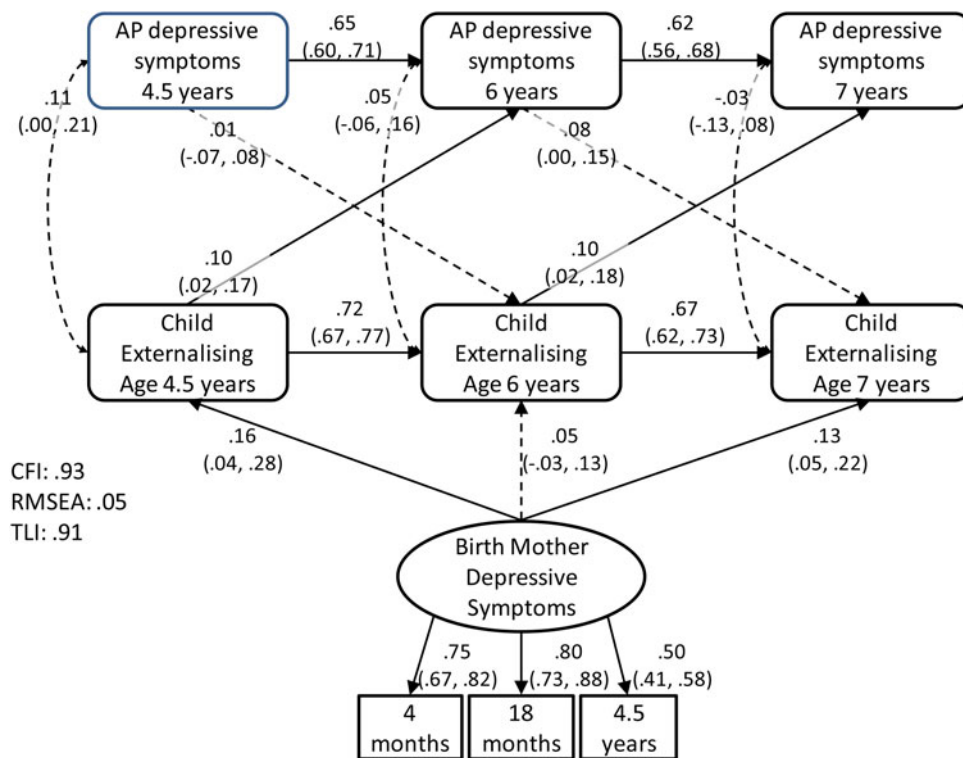 AP depressive
symptoms
4.5 years
.65
(.60, .71)
AP depressive
symptoms
6 years
.62
(.56, .68)
AP depressive
symptoms
7 years
.11
(.00, .21)
.01
(-.07, .08)
.05
(-.06, .16)
.08
(.00, .15)
-.03
(-.13, .08)
.10
(.02, .17)
.10
(.02, .18)
Child
Externalising
Age 4.5 years
.72
(.67, .77)
Child
Externalising
Age 6 years
.67
(.62, .73)
Child
Externalising
Age 7 years
.16
(.04, .28)
.05
(-.03, .13)
.13
(.05, .22)
CFI: .93
RMSEA: .05
TLI: .91
Birth Mother
Depressive
Symptoms
.75
(.67, .82)
.80
(.73, .88)
.50
(.41, .58)
4
months
18
months
4.5
years